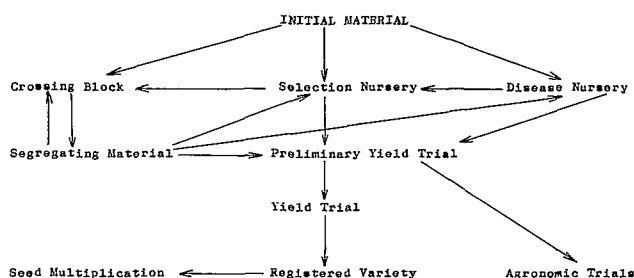 INITIAL MATERIAL
Crossing Block Selection Nursery Disease Nursery
Segregating Material Preliminary Yield Trial
Yield Trial
Seed Multiplication Registered Variety Agronomic Trials